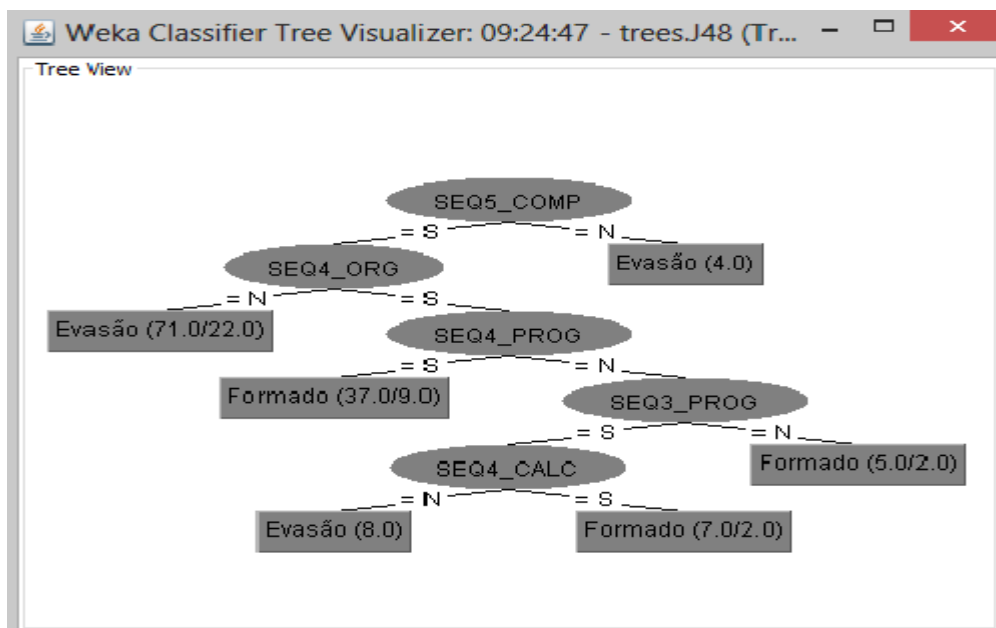 Weka Classifier Tree Visualizer: 09:24:47 - trees.J48 (Tr...
Tree View
SEQ5_COMP
= S
= N
SEQ4_ORG
Evasão (4.0)
= N
= S
Evasão (71.0/22.0)
SEQ4_PROG
= S
= N
Formado (37.0/9.0)
SEQ3_PROG
= S
= N
SEQ4_CALC
Formado (5.0/2.0)
= N
= S
Evasão (8.0)
Formado (7.0/2.0)